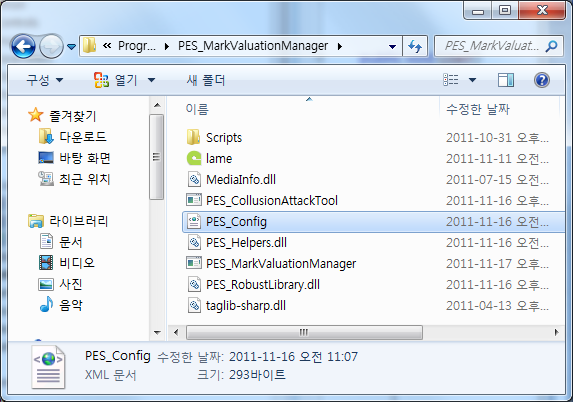 Progr... PES_MarkValuationManager PES_MarkValuat...
구성 열기 새 폴더
즐겨찾기
다운로드
바탕 화면
최근 위치
라이브러리
문서
비디오
사진
음악
이름 수정한 날짜
Scripts 2011-10-31 오후...
lame 2011-11-11 오전...
MediaInfo.dll 2011-07-15 오전...
PES_CollusionAttackTool 2011-11-16 오전...
PES_Config 2011-11-16 오전...
PES_Helpers.dll 2011-11-16 오전...
PES_MarkValuationManager 2011-11-17 오후...
PES_RobustLibrary.dll 2011-11-16 오전...
taglib-sharp.dll 2011-04-13 오후...
PES_Config 수정한 날짜: 2011-11-16 오전 11:07
XML 문서 크기: 293바이트